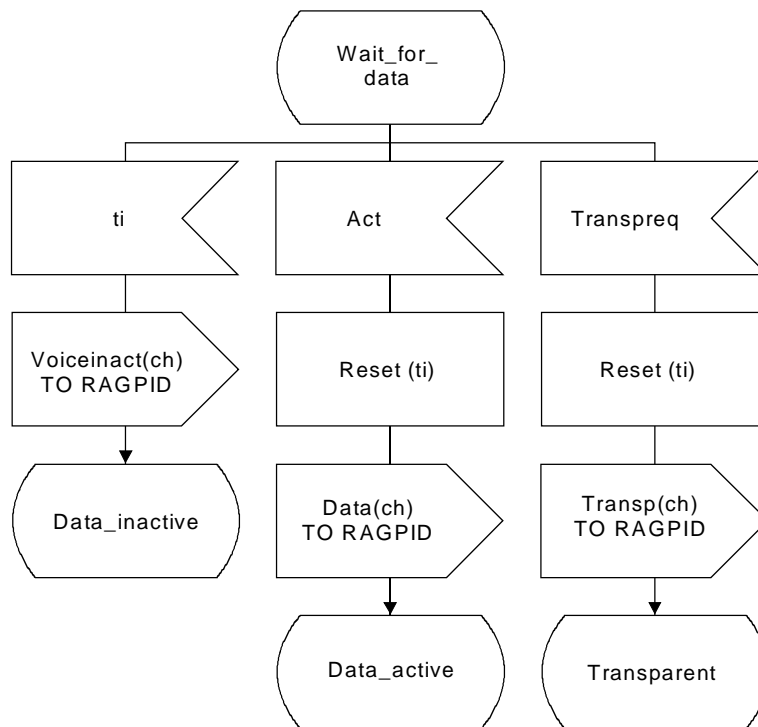 Wait_for_
data
ti
Act
Transpreq
Voiceinact(ch)
TO RAGPID
Reset (ti)
Reset (ti)
Data_inactive
Data(ch)
TO RAGPID
Transp(ch)
TO RAGPID
Data_active
Transparent